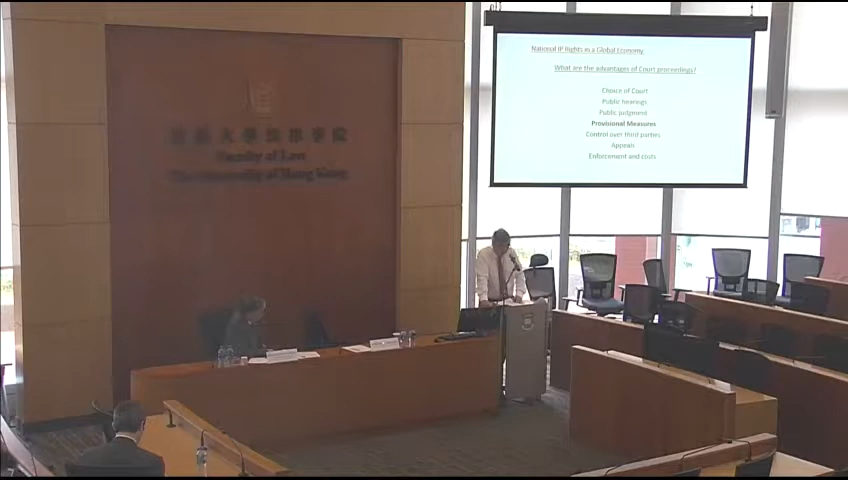 National IP Rights in a Global Economy
What are the advantages of Court proceedings?
Choice of Court
Public hearings
Public judgment
Provisional Measures
Control over third parties
Appeals
Enforcement and costs
香港大學法律學院
Faculty of Law
The University of Hong Kong